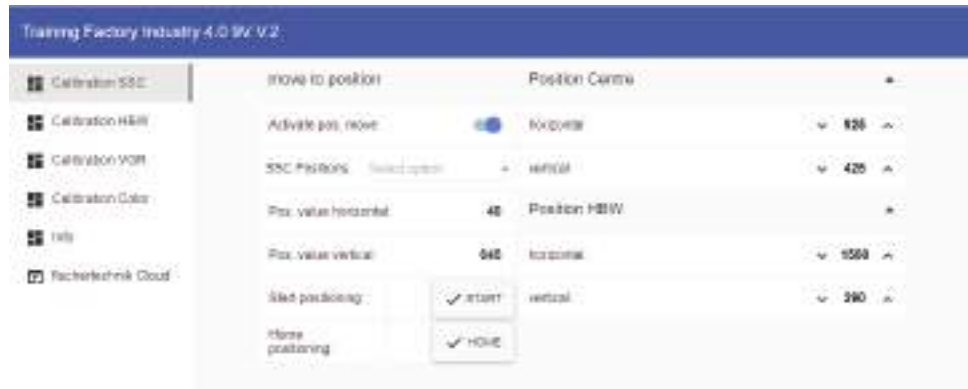 Training Factory Industry 4.0 9V V.2
Calibration SSC
Calibration HBW
Calibration VGR
Calibration Color
Info
fischertechnik Cloud
move to position
Activate pos. move
SSC Positions Select option
Pos. value horizontal
Pos. value vertical
Start positioning START
Home
positioning HOME
Position Centre
horizontal
vertical
Position HBW
horizontal
vertical